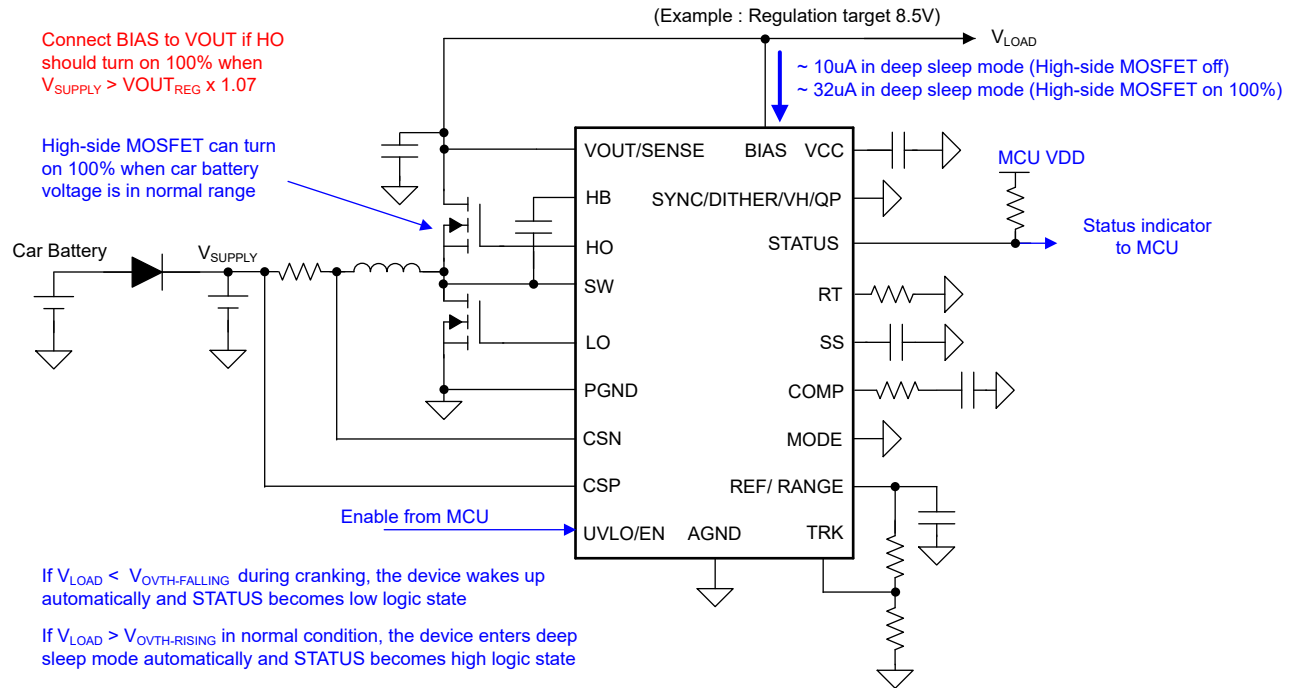 (Example : Regulation target 8.5V)
Connect BIAS to VOUT if HO
should turn on 100% when
VSUPPLY > VOUTREG x 1.07
VLOAD
~ 10uA in deep sleep mode (High-side MOSFET off)
~ 32uA in deep sleep mode (High-side MOSFET on 100%)
High-side MOSFET can turn
on 100% when car battery
voltage is in normal range
VOUT/SENSE
BIAS
VCC
MCU VDD
HB
SYNC/DITHER/VH/QP
Status indicator
to MCU
HO
STATUS
Car Battery
VSUPPLY
SW
RT
LO
SS
PGND
COMP
CSN
MODE
CSP
REF/ RANGE
Enable from MCU
UVLO/EN
AGND
TRK
If VLOAD < VOVTH-FALLING during cranking, the device wakes up
automatically and STATUS becomes low logic state
If VLOAD > VOVTH-RISING in normal condition, the device enters deep
sleep mode automatically and STATUS becomes high logic state